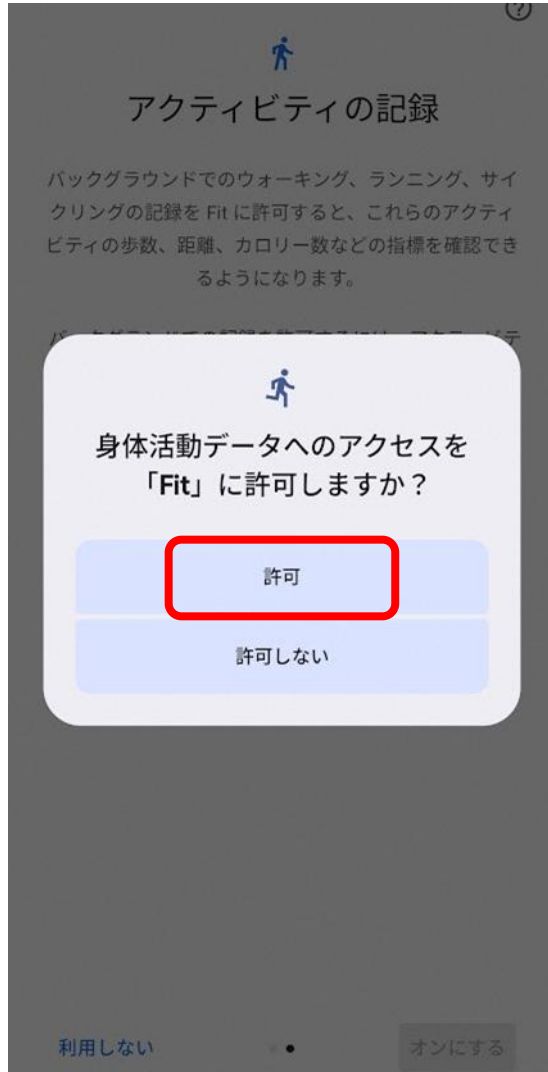 アクティビティの記録
バックグラウンドでのウォーキング、ランニング、サイ
クリングの記録を Fit に許可すると、これらのアクティ
ビティの歩数、距離、カロリー数などの指標を確認でき
るようになります。
身体活動データへのアクセスを
「Fit」に許可しますか？
許可
許可しない
利用しない
オンにする